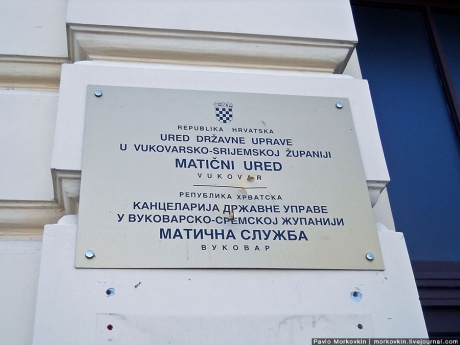 REPUBLIKA HRVATSKA
URED DRŽAVNE UPRAVE
U VUKOVARSKO-SRIJEMSKOJ ŽUPANIJI
MATIČNI URED
VUKOVAR
РЕПУБЛИКА ХРВАТСКА
КАНЦЕЛАРИЈА ДРЖАВНЕ УПРАВЕ
У ВУКОВАРСКО-СРЕМСКОЈ ЖУПАНИЈИ
МАТИЧНА СЛУЖБА
ВУКОВАР
Pavlo Morkovkin | morkovkin.livejournal.com